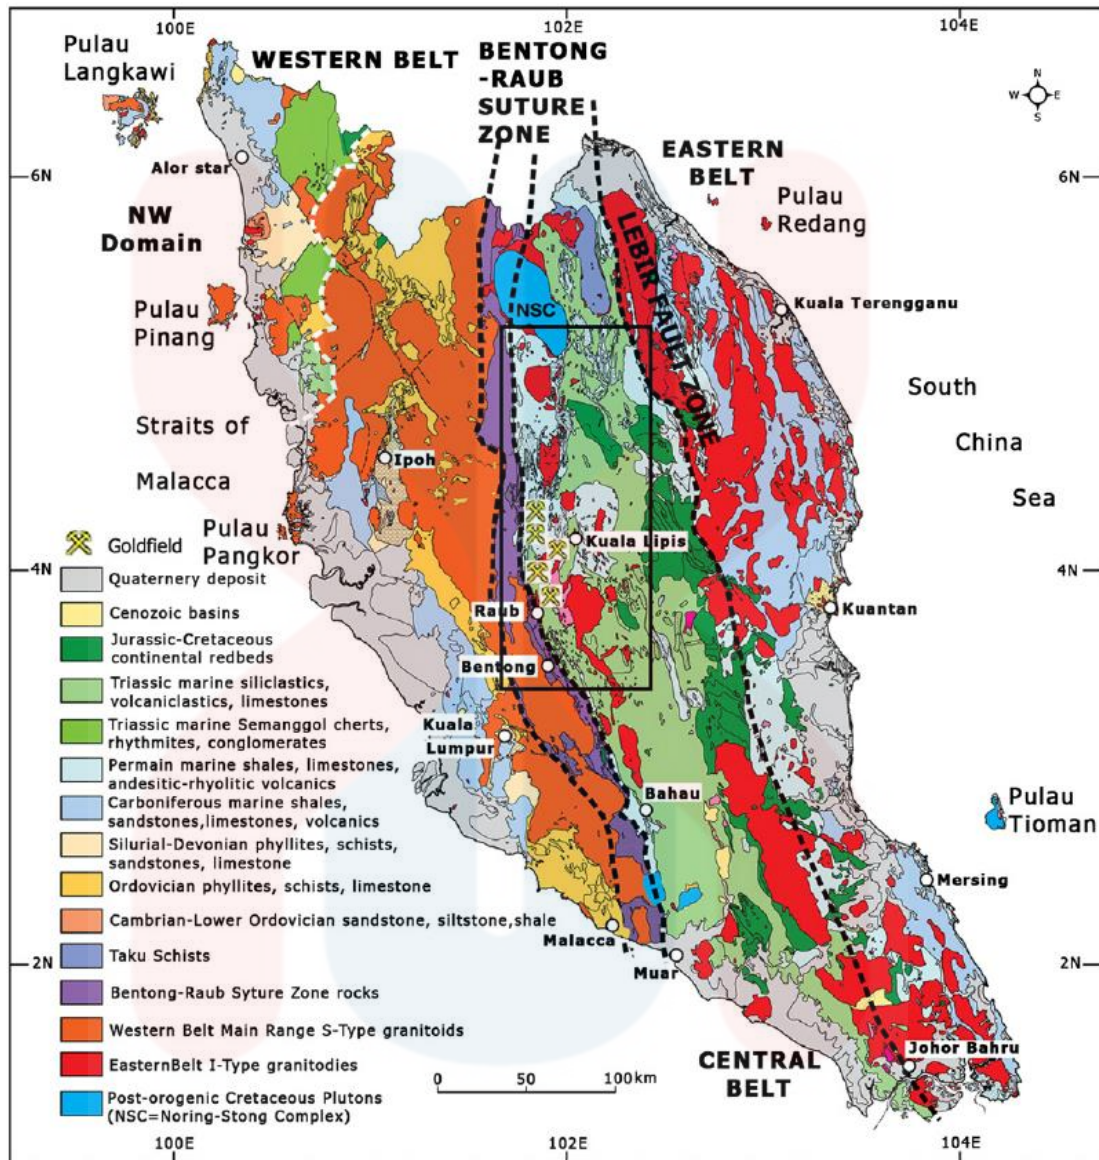 100E
102E
104E
Pulau
Langkawi
WESTERN BELT
BENTONG
-RAUB
SUTURE
ZONE
N
W
E
S
Alor star
6N
6N
EASTERN
BELT
Pulau
Redang
NW
Domain
LEBIR FAULT ZONE
Kuala Terengganu
NSC
Pulau
Pinang
South
China
Sea
Straits of
Malacca
Ipoh
Pulau
Pangkor
Kuala Lipis
4N
Kuantan
Raub
Bentong
Kuala
Lumpur
Bahau
Pulau
Tioman
Mersing
Malacca
Muar
2N
2N
CENTRAL
BELT
Johor Bahru
0
50
100km
4N
Goldfield
Quaternery deposit
Cenozoic basins
Jurassic-Cretaceous
continental redbeds
Triassic marine siliclastics,
volcaniclastics, limestones
Triassic marine Semanggol cherts,
rhythmites, conglomerates
Permain marine shales, limestones,
andesitic-rhyolitic volcanics
Carboniferous marine shales,
sandstones,limestones, volcanics
Silurial-Devonian phyllites, schists,
sandstones, limestone
Ordovician phyllites, schists, limestone
Cambrian-Lower Ordovician sandstone, siltstone,shale
Taku Schists
Bentong-Raub Syture Zone rocks
Western Belt Main Range S-Type granitoids
EasternBelt I-Type granitodies
Post-orogenic Cretaceous Plutons
(NSC=Noring-Stong Complex)
100E
102E
104E